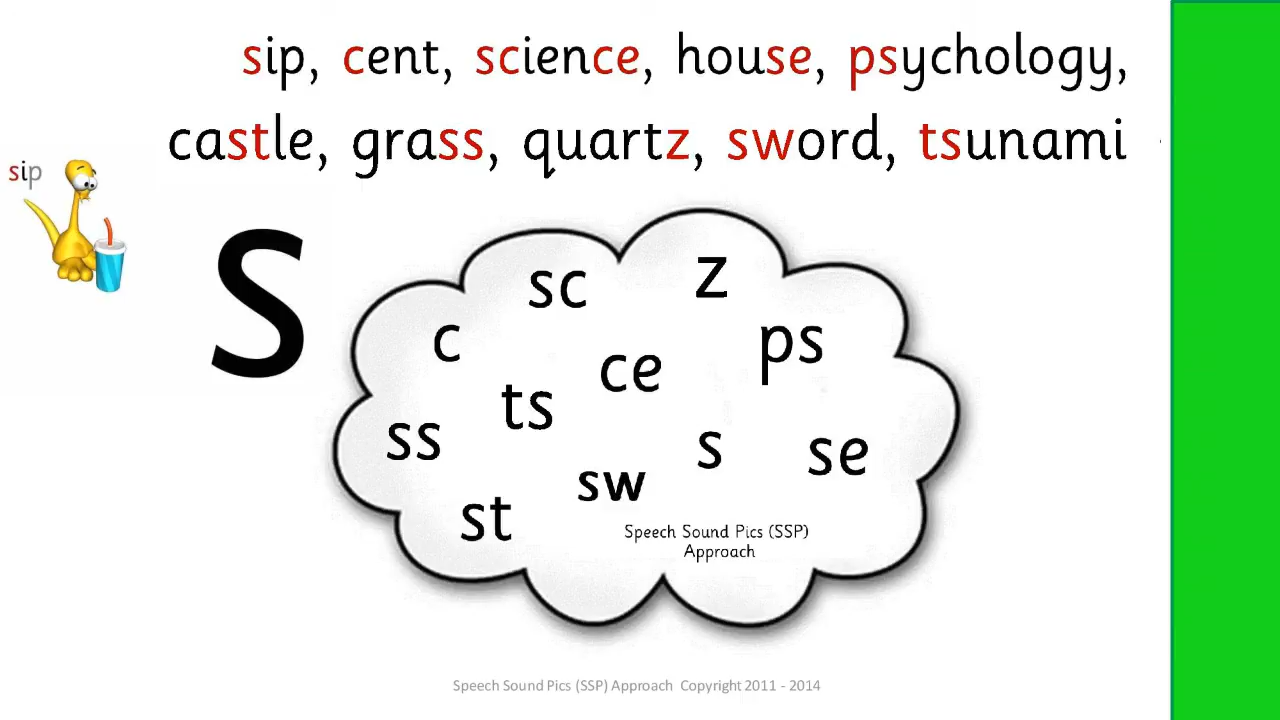 sip, cent, science, house, psychology,
castle, grass, quartz, sword, tsunami
sip
S
sc
z
c
ps
ce
ts
ss
s
se
sw
st
Speech Sound Pics (SSP)
Approach
Speech Sound Pics (SSP) Approach Copyright 2011 - 2014